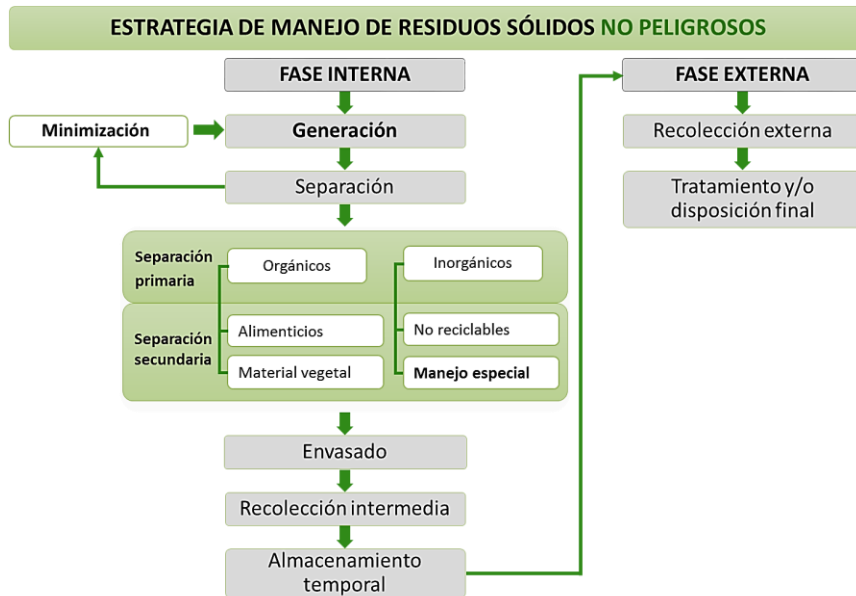 ESTRATEGIA DE MANEJO DE RESIDUOS SÓLIDOS NO PELIGROSOS
FASE INTERNA
Minimización
Generación
Separación
Separación
primaria
Orgánicos
Inorgánicos
Separación
secundaria
Alimenticios
No reciclables
Material vegetal
Manejo especial
Envasado
Recolección intermedia
Almacenamiento
temporal
FASE EXTERNA
Recolección externa
Tratamiento y/o
disposición final